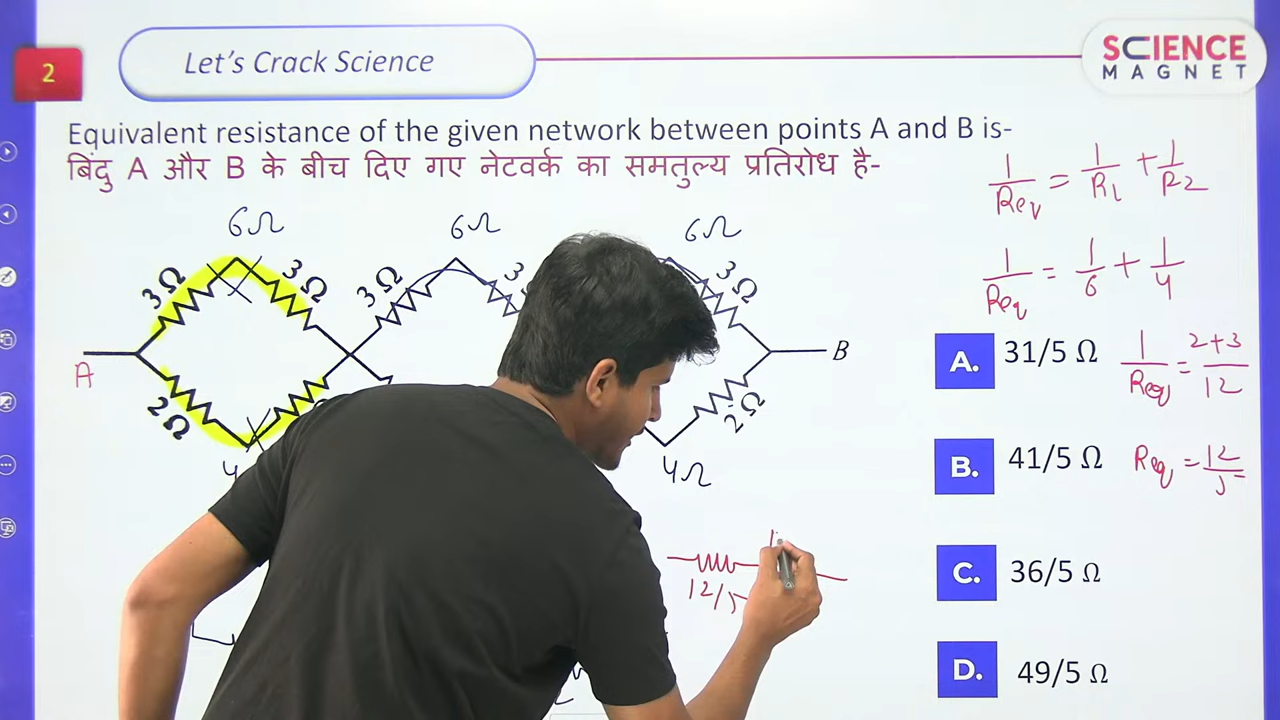 2
Let's Crack Science
SCIENCE
MAGNET
Equivalent resistance of the given network between points A and B is-
बिंदु A और B के बीच दिए गए नेटवर्क का समतुल्य प्रतिरोध है-
1/Req = 1/R1 + 1/R2
6Ω
6Ω
6Ω
3Ω
3Ω
3Ω
3
3Ω
1/Req = 1/6 + 1/4
A
B
2Ω
2Ω
4
4Ω
A. 31/5 Ω
1/Req = 2+3/12
B. 41/5 Ω
Req = 12/5
12/5
C. 36/5 Ω
D. 49/5 Ω